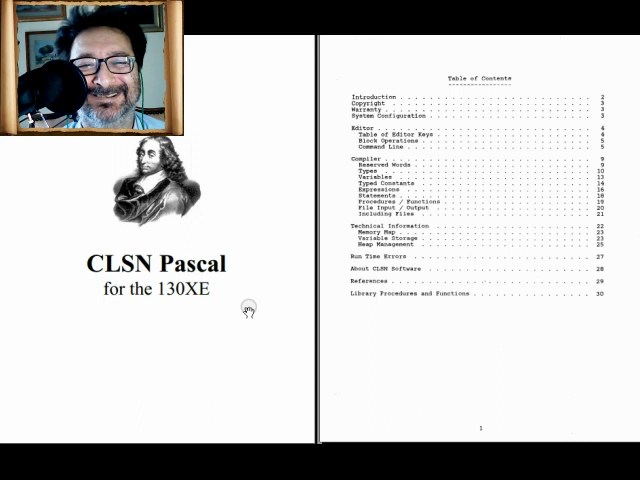 CLSN Pascal
for the 130XE
Table of Contents
-----------------
Introduction . . . . . . . . . . . . . . . . . . . . . . . . . . . 2
Copyright . . . . . . . . . . . . . . . . . . . . . . . . . . . . 3
Warranty . . . . . . . . . . . . . . . . . . . . . . . . . . . . . 3
System Configuration . . . . . . . . . . . . . . . . . . . . . . . 3
Editor . . . . . . . . . . . . . . . . . . . . . . . . . . . . . . 4
Table of Editor Keys . . . . . . . . . . . . . . . . . . . . . . . 4
Block Operations . . . . . . . . . . . . . . . . . . . . . . . . . 5
Command Line . . . . . . . . . . . . . . . . . . . . . . . . . . . 5
Compiler . . . . . . . . . . . . . . . . . . . . . . . . . . . . . 9
Reserved Words . . . . . . . . . . . . . . . . . . . . . . . . . . 9
Types . . . . . . . . . . . . . . . . . . . . . . . . . . . . . . 10
Variables . . . . . . . . . . . . . . . . . . . . . . . . . . . . 13
Typed Constants . . . . . . . . . . . . . . . . . . . . . . . . . 14
Expressions . . . . . . . . . . . . . . . . . . . . . . . . . . . 16
Statements . . . . . . . . . . . . . . . . . . . . . . . . . . . . 18
Procedures / Functions . . . . . . . . . . . . . . . . . . . . . . 19
File Input / Output . . . . . . . . . . . . . . . . . . . . . . . 20
Including Files . . . . . . . . . . . . . . . . . . . . . . . . . 21
Technical Information . . . . . . . . . . . . . . . . . . . . . . 22
Memory Map . . . . . . . . . . . . . . . . . . . . . . . . . . . . 23
Variable Storage . . . . . . . . . . . . . . . . . . . . . . . . . 23
Heap Management . . . . . . . . . . . . . . . . . . . . . . . . . 25
Run Time Errors . . . . . . . . . . . . . . . . . . . . . . . . . 27
About CLSN Software . . . . . . . . . . . . . . . . . . . . . . . 28
References . . . . . . . . . . . . . . . . . . . . . . . . . . . . 29
Library Procedures and Functions . . . . . . . . . . . . . . . . . 30
1